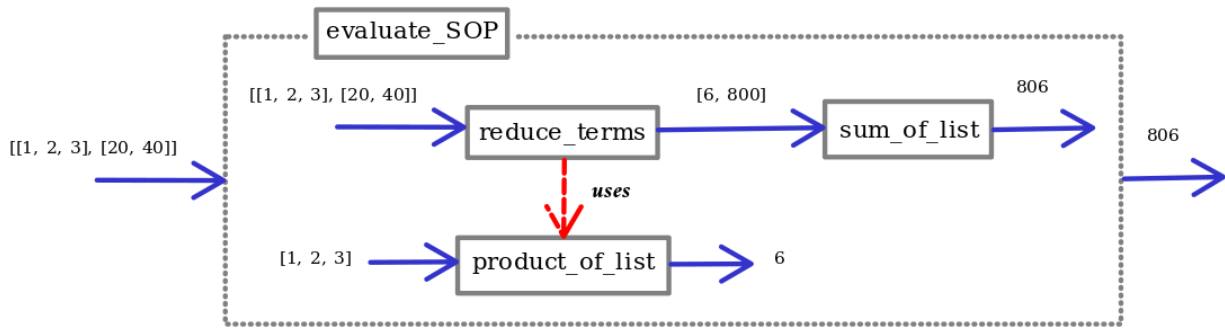 evaluate_SOP
[[1, 2, 3], [20, 40]]
[6, 800]
806
reduce_terms
sum_of_list
[[1, 2, 3], [20, 40]]
806
uses
[1, 2, 3]
product_of_list
6